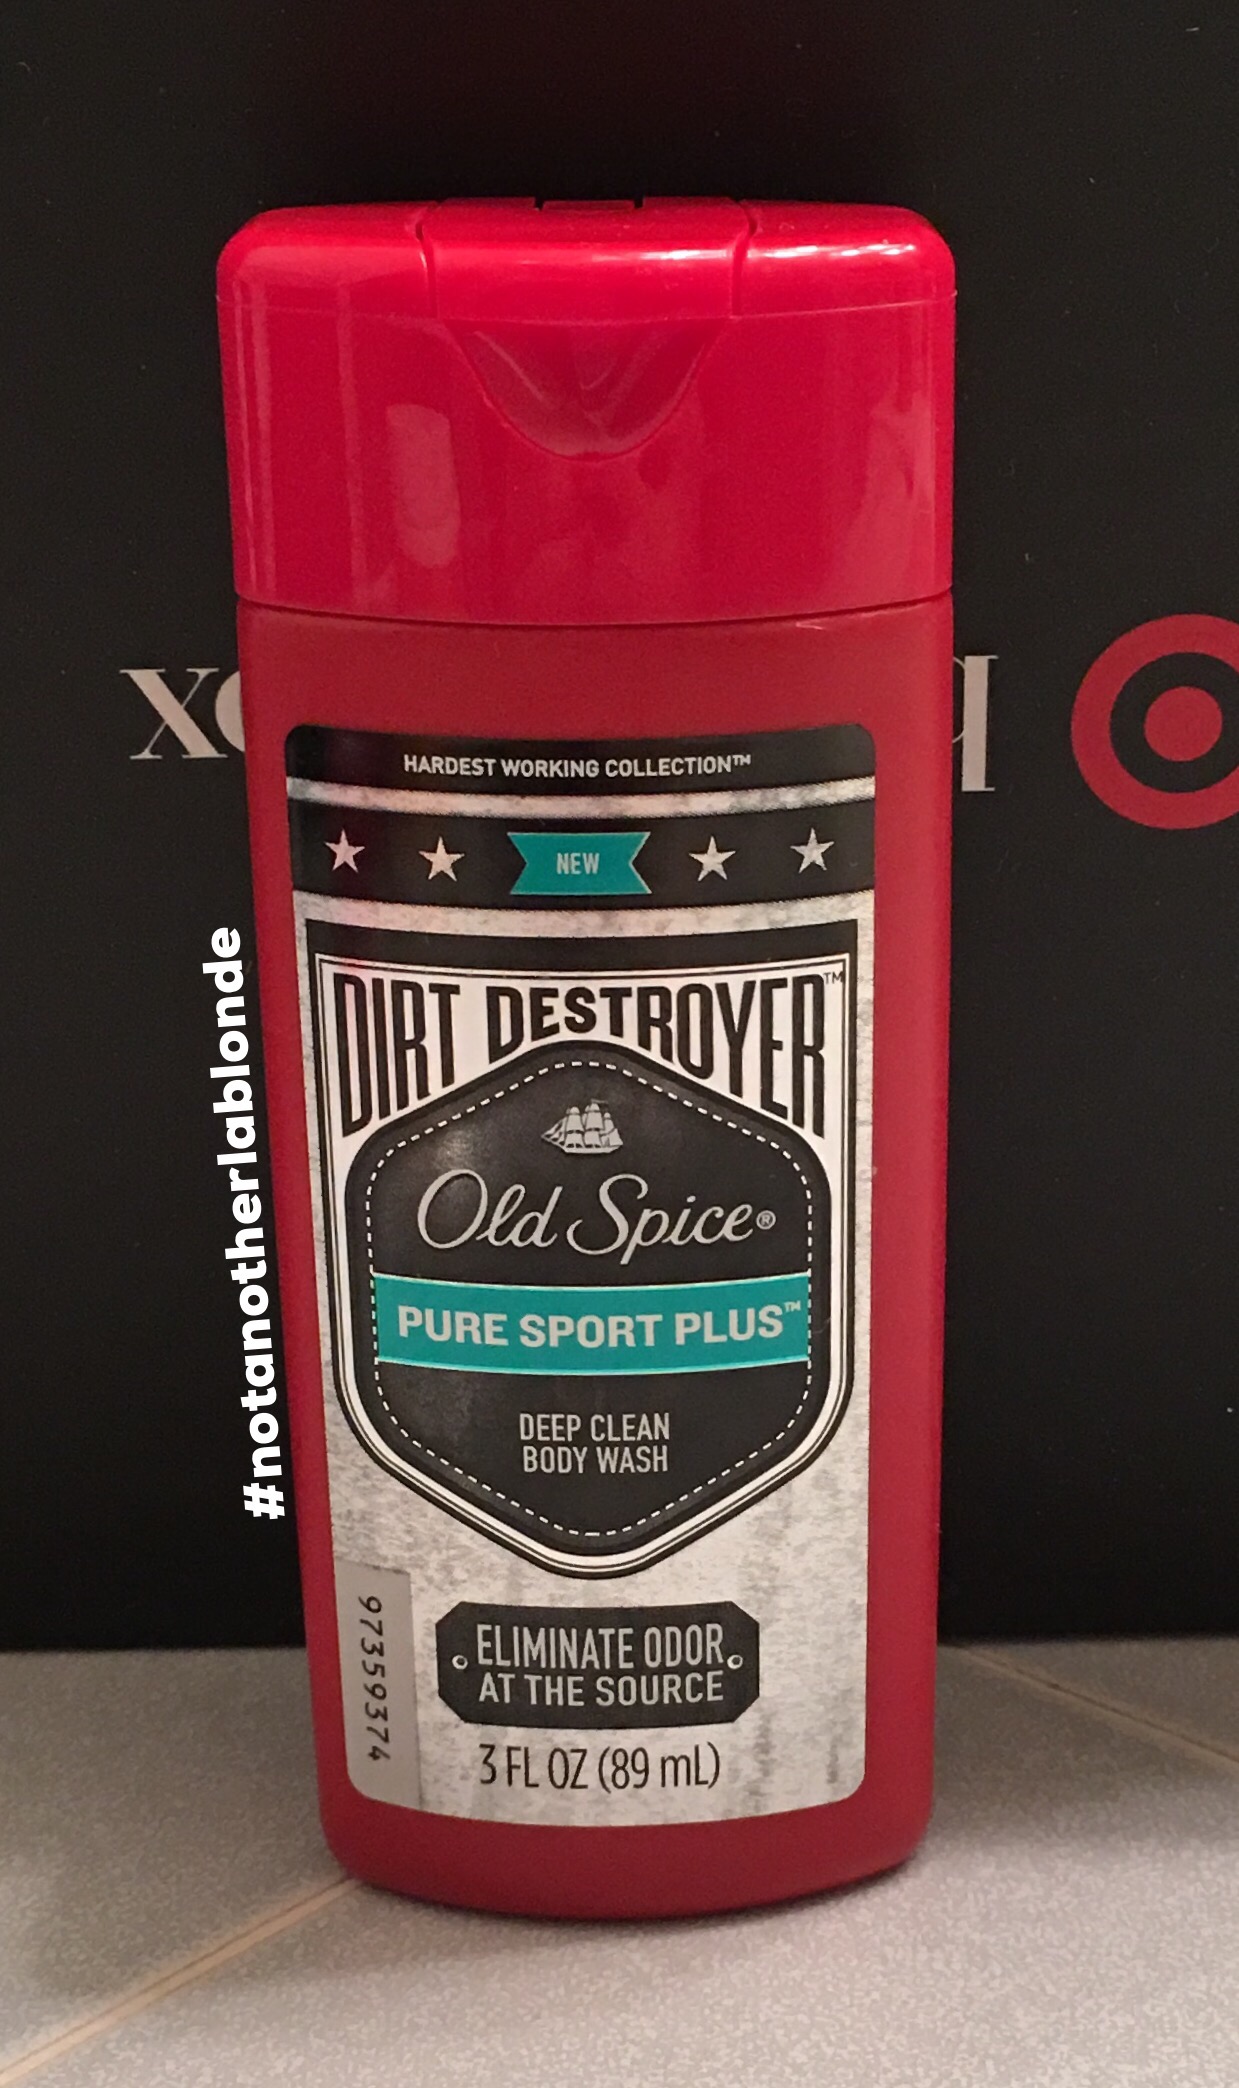 HARDEST WORKING COLLECTION™
NEW
DIRT DESTROYER™
Old Spice®
PURE SPORT PLUS™
DEEP CLEAN
BODY WASH
ELIMINATE ODOR
AT THE SOURCE
3 FL OZ (89 mL)
97359374
#notanotherlablonde